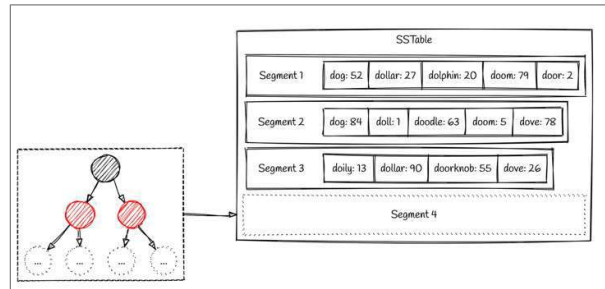 SSTable
Segment 1 dog: 52 dollar: 27 dolphin: 20 doom: 79 door: 2
Segment 2 dog: 84 doll: 1 doodle: 63 doom: 5 dove: 78
Segment 3 doily: 13 dollar: 90 doorknob: 55 dove: 26
Segment 4
... ... ... ...